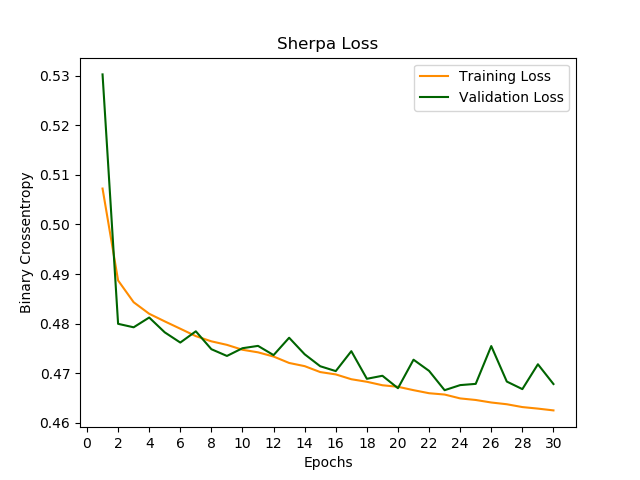 Sherpa Loss
Training Loss
Validation Loss
Binary Crossentropy
0.53
0.52
0.51
0.50
0.49
0.48
0.47
0.46
0 2 4 6 8 10 12 14 16 18 20 22 24 26 28 30
Epochs